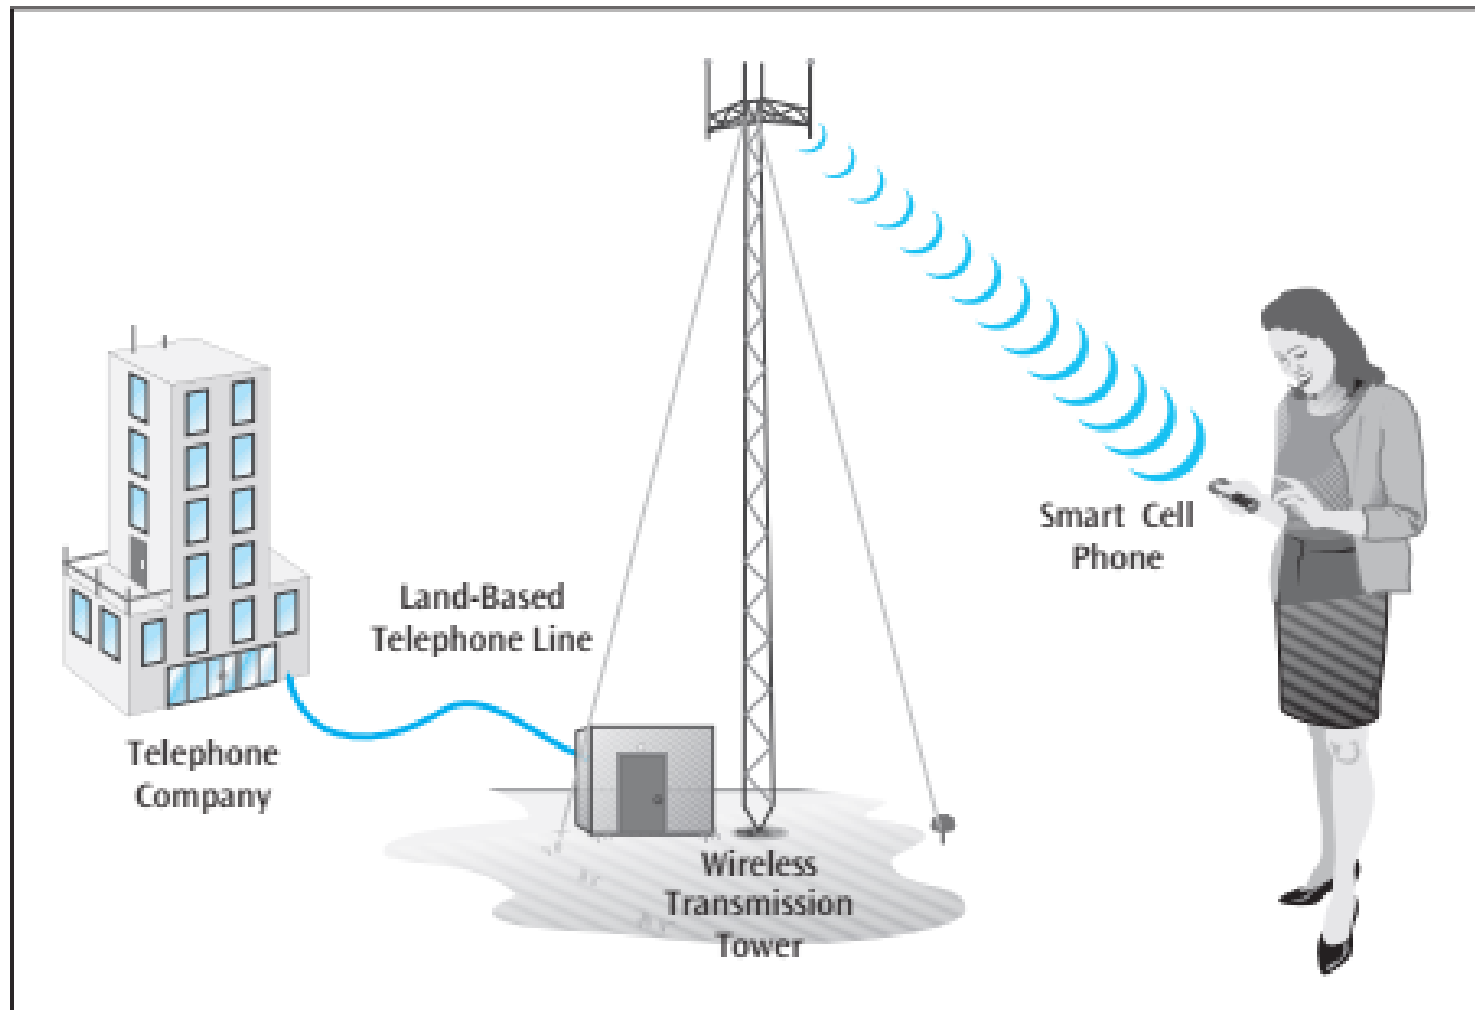 Smart Cell
Phone
Land-Based
Telephone Line
Telephone
Company
Wireless
Transmission
Tower